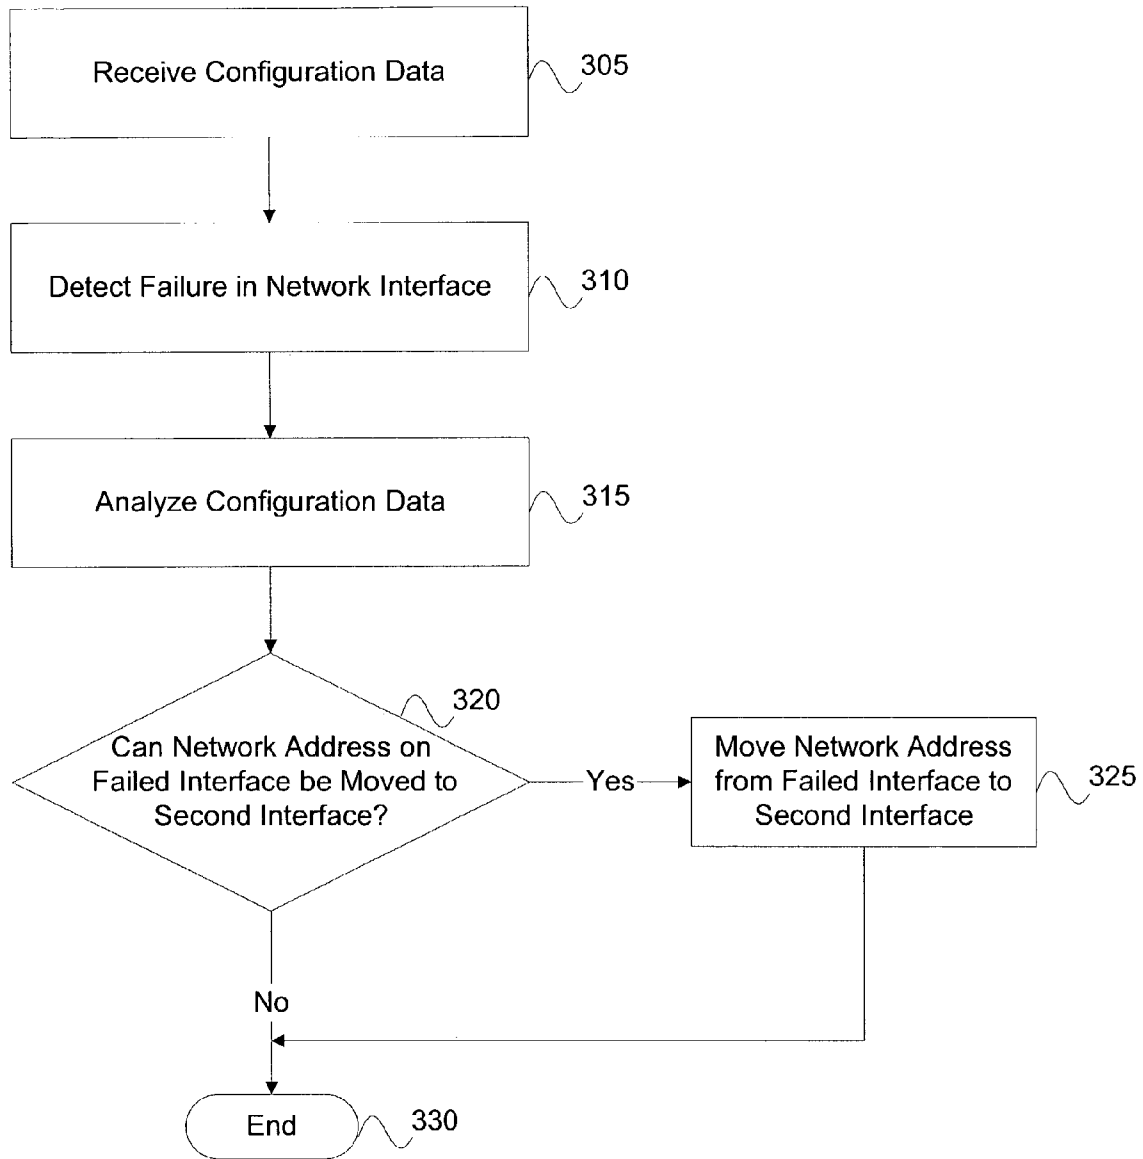 Receive Configuration Data
305
Detect Failure in Network Interface
310
Analyze Configuration Data
315
320
Can Network Address on
Failed Interface be Moved to
Second Interface?
Yes
Move Network Address
from Failed Interface to
Second Interface
325
No
End
330